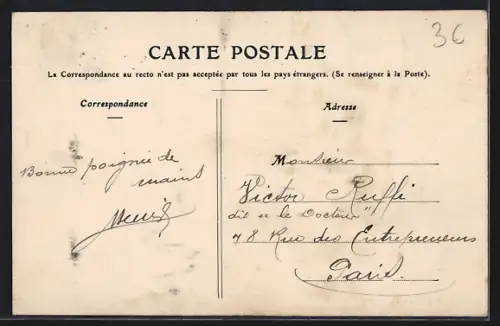 36
CARTE POSTALE
La Correspondance au recto n'est pas acceptée par tous les pays étrangers. (Se renseigner à la Poste).
Correspondance
Adresse
Bonne poignée de
mains
Monsieur
Victor Ruffi
dit "le Docteur"
78 Rue des Entrepreneurs
Paris.